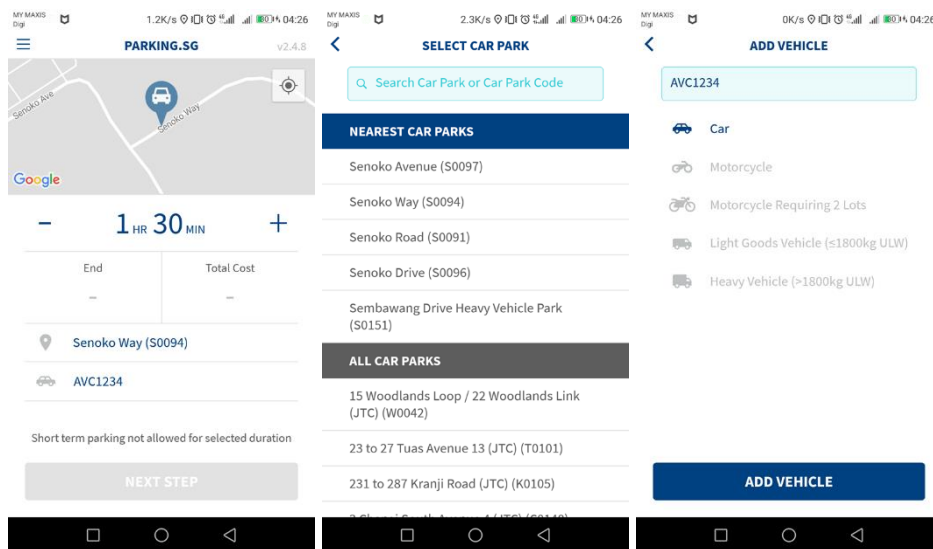 MY MAXIS
Digi
1.2K/s
04:26
PARKING.SG
v2.4.8
Senoko Ave
Senoko Way
Google
1 HR 30 MIN
End
Total Cost
–
–
Senoko Way (S0094)
AVC1234
Short term parking not allowed for selected duration
NEXT STEP
MY MAXIS
Digi
2.3K/s
04:26
SELECT CAR PARK
Search Car Park or Car Park Code
NEAREST CAR PARKS
Senoko Avenue (S0097)
Senoko Way (S0094)
Senoko Road (S0091)
Senoko Drive (S0096)
Sembawang Drive Heavy Vehicle Park
(S0151)
ALL CAR PARKS
15 Woodlands Loop / 22 Woodlands Link
(JTC) (W0042)
23 to 27 Tuas Avenue 13 (JTC) (T0101)
231 to 287 Kranji Road (JTC) (K0105)
MY MAXIS
Digi
0K/s
04:26
ADD VEHICLE
AVC1234
Car
Motorcycle
Motorcycle Requiring 2 Lots
Light Goods Vehicle (≤1800kg ULW)
Heavy Vehicle (>1800kg ULW)
ADD VEHICLE